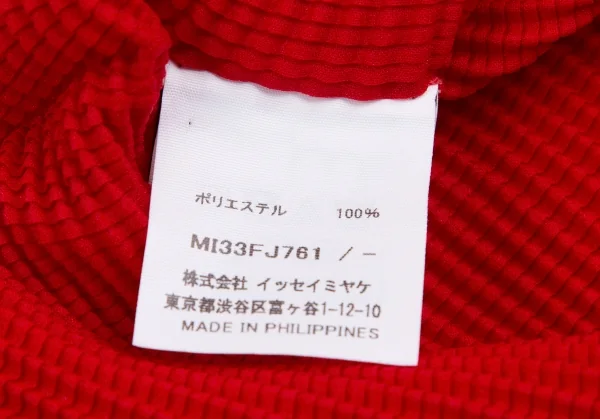 ポリエステル 100%
MI33FJ761 / −
株式会社 イッセイミヤケ
東京都渋谷区富ヶ谷1-12-10
MADE IN PHILIPPINES